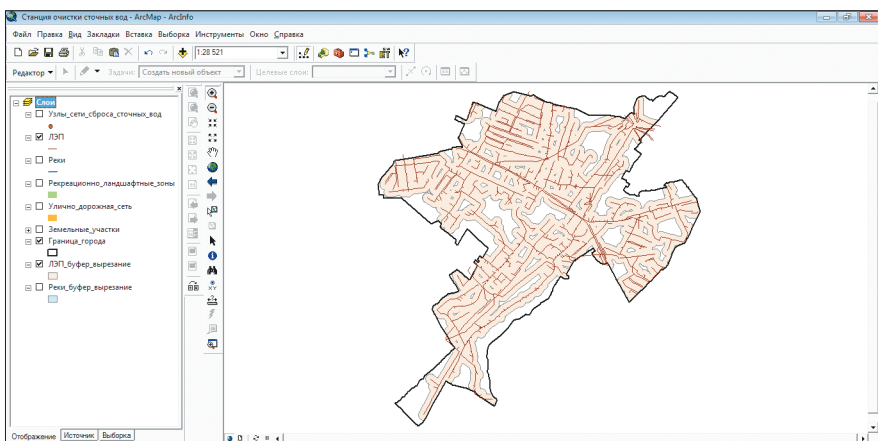 Станция очистки сточных вод - ArcMap - ArcInfo
Файл Правка Вид Закладки Вставка Выборка Инструменты Окно Справка
1:28 521
Редактор Задачи: Создать новый объект Целевые слои:
Слои
Узлы_сети_сброса_сточных_вод
ЛЭП
Реки
Рекреационно_ландшафтные_зоны
Улично_дорожная_сеть
Земельные_участки
Граница_города
ЛЭП_буфер_вырезание
Реки_буфер_вырезание
Отображение Источник Выборка